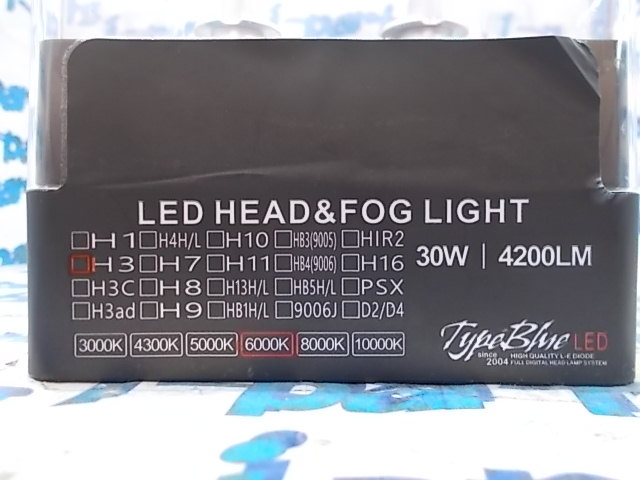 LED HEAD&FOG LIGHT
□H1 □H4H/L □H10 □HB3(9005) □HIR2
□H3 □H7 □H11 □HB4(9006) □H16
□H3C □H8 □H13H/L □HB5H/L □PSX
□H3ad □H9 □HB1H/L □9006J □D2/D4
30W | 4200LM
3000K 4300K 5000K 6000K 8000K 10000K
TypeBlue LED
since 2004
HIGH QUALITY L-E DIODE
FULL DIGITAL HEAD LAMP SYSTEM